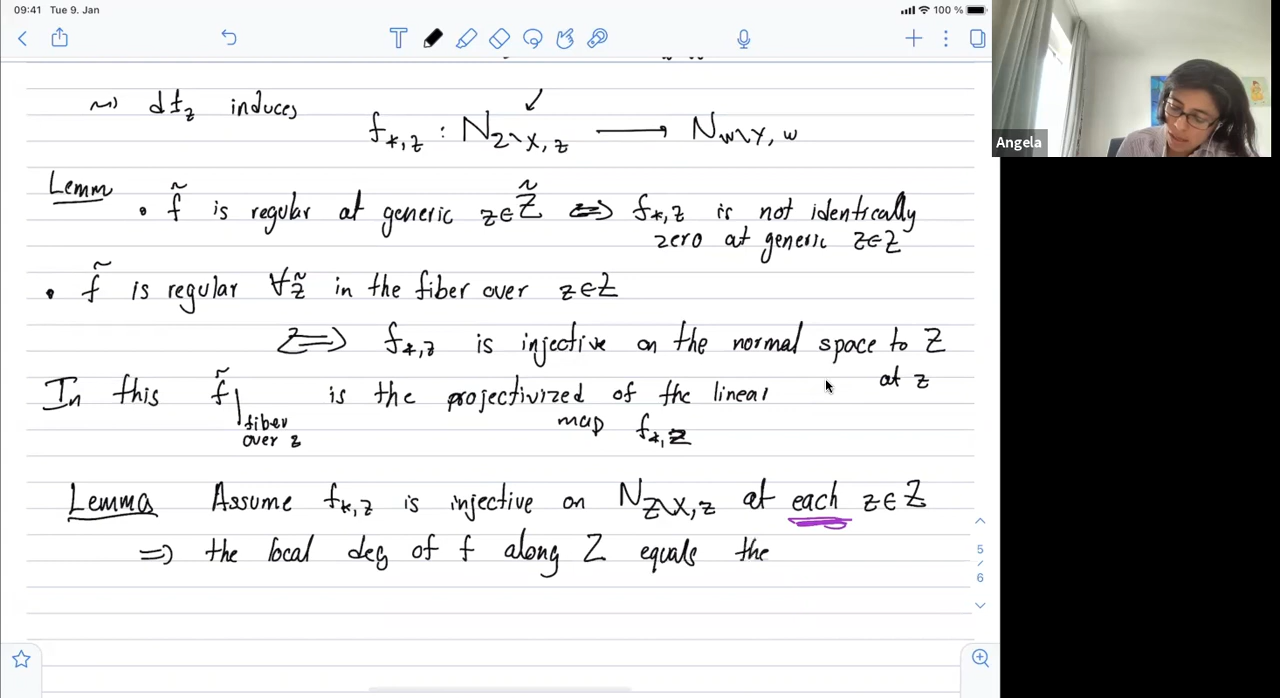 09:41 Tue 9. Jan
100 %
~> df_z induces
f_{*,z} : N_{Z\X, z} ⟶ N_{W\Y, w}
Lemm
• f̃ is regular at generic z∈Z̃ ⟺ f_{*,z} is not identically
zero at generic z∈Z
• f̃ is regular ∀z̃ in the fiber over z∈Z
⟺ f_{*,z} is injective on the normal space to Z
at z
In this f̃| is the projectivized of the linear
fiber
over z
map f_{*,z}
Lemma Assume f_{*,z} is injective on N_{Z\X,z} at each z∈Z
⇒ the local deg of f along Z equals the
5
/
6
Angela